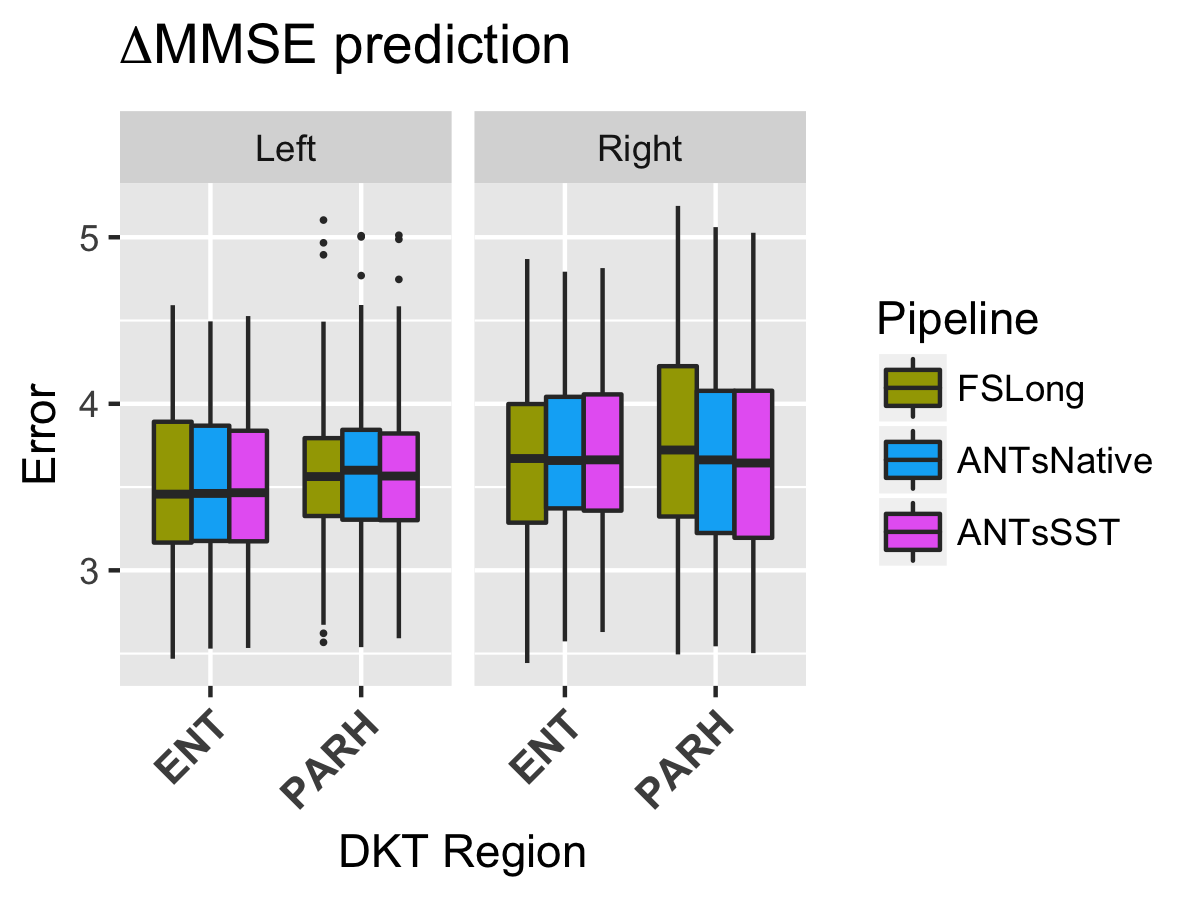 ΔMMSE prediction
Left
Right
5
4
3
Error
ENT
PARH
ENT
PARH
DKT Region
Pipeline
FSLong
ANTsNative
ANTsSST